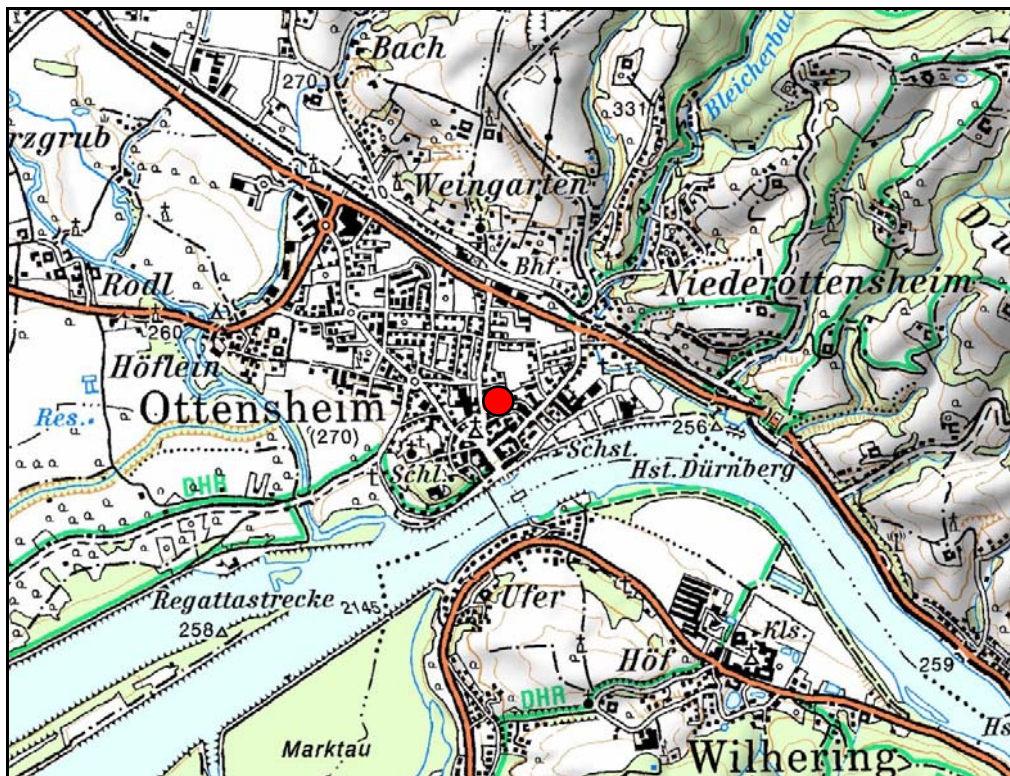 Bach
270
Bleicherbach
rzgrub
331
Weingarten
Bhf.
Niederottensheim
Rodl
260
Höflein
Res.
Ottensheim
(270)
256
Schst.
Hst. Dürnberg
Schl.
DHR
Regattastrecke
2145
258
Ufer
Kls.
Höf
259
DHR
Marktau
Wilhering